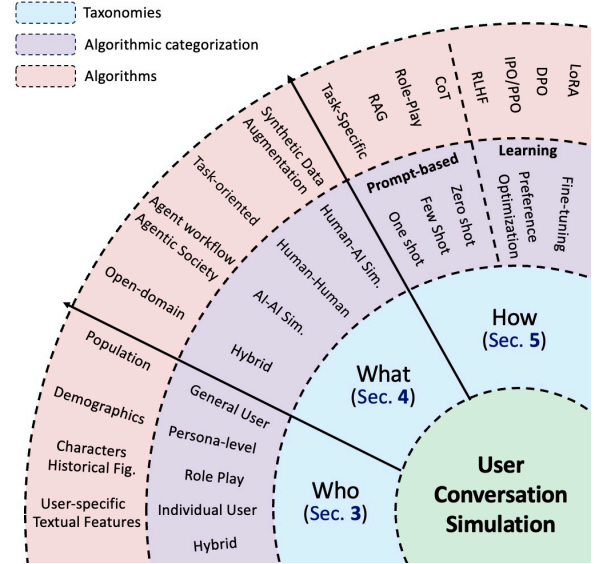 Taxonomies
Algorithmic categorization
Algorithms
Task-Specific
RAG
Role-Play
CoT
RLHF
IPO/PPO
DPO
LoRA
Prompt-based
One shot
Few Shot
Zero shot
Learning
Preference
Optimization
Fine-tuning
How
(Sec. 5)
Synthetic Data
Augmentation
Task-oriented
Agent workflow
Agentic Society
Open-domain
Human-AI Sim.
Human-Human
AI-AI Sim.
Hybrid
What
(Sec. 4)
Population
Demographics
Characters
Historical Fig.
User-specific
Textual Features
General User
Persona-level
Role Play
Individual User
Hybrid
Who
(Sec. 3)
User
Conversation
Simulation